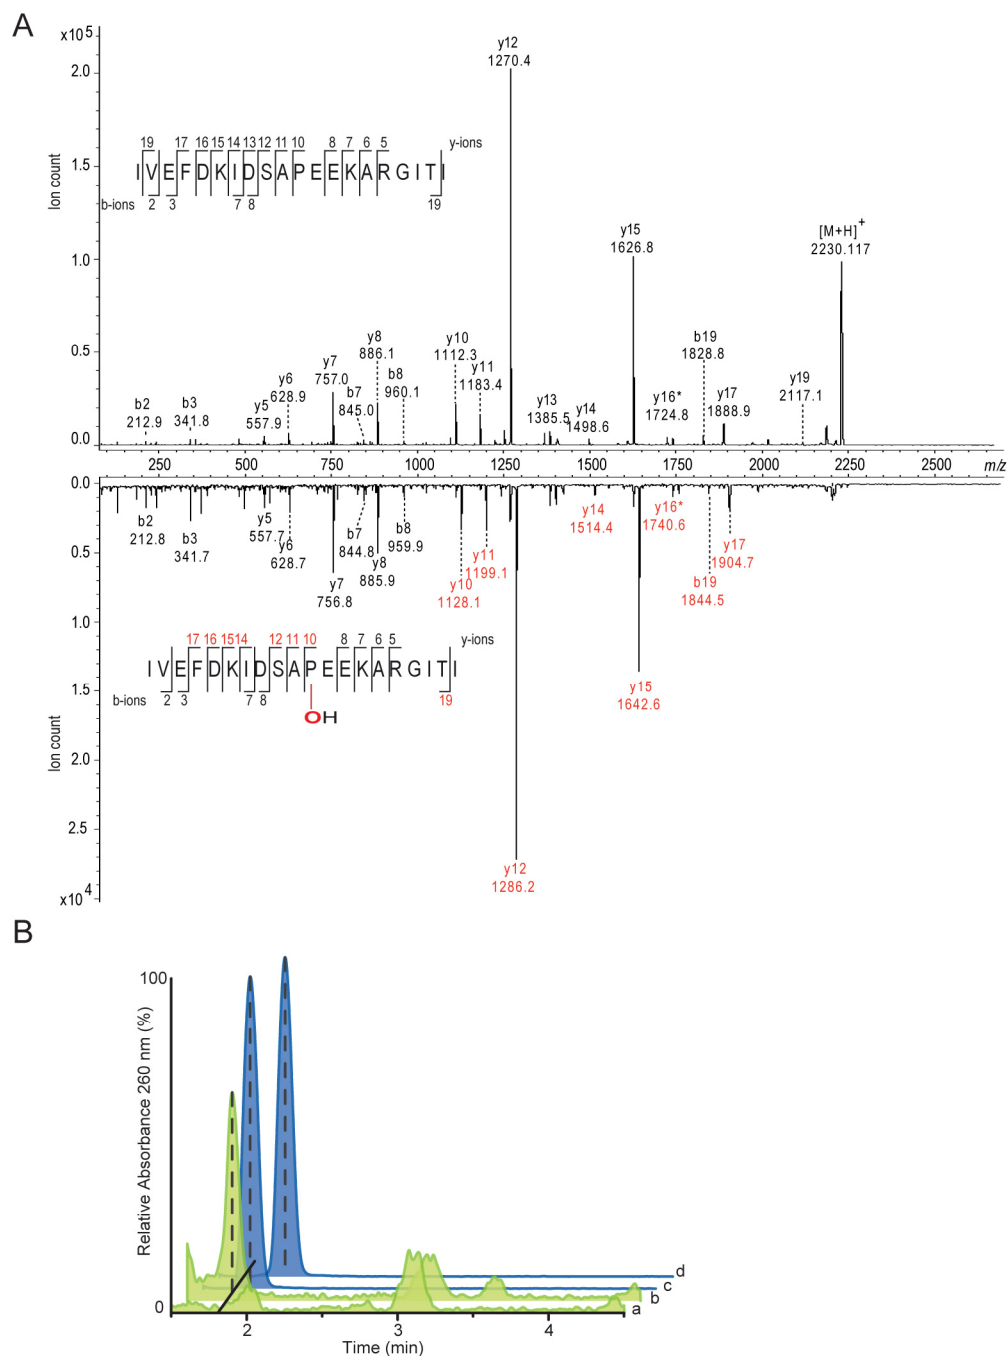 A
x10⁵
2.0
1.5
1.0
0.5
0.0
Ion count
y12
1270.4
19 17 16 15 14 13 12 11 10 8 7 6 5 y-ions
IVEFDKIDSAPEEKARGITI
b-ions 2 3 7 8 19
y15
1626.8
[M+H]⁺
2230.117
b2
212.9
b3
341.8
y5
557.9
y6
628.9
y7
757.0
b7
845.0
y8
886.1
b8
960.1
y10
1112.3
y11
1183.4
y13
1385.5
y14
1498.6
y16*
1724.8
b19
1828.8
y17
1888.9
y19
2117.1
250 500 750 1000 1250 1500 1750 2000 2250 2500 m/z
0.0
0.5
1.0
1.5
2.0
2.5
x10⁴
Ion count
b2
212.8
b3
341.7
y5
557.7
y6
628.7
y7
756.8
b7
844.8
y8
885.9
b8
959.9
y10
1128.1
y11
1199.1
y14
1514.4
y16*
1740.6
b19
1844.5
y17
1904.7
17 16 15 14 12 11 10 8 7 6 5 y-ions
IVEFDKIDSAPEEKARGITI
b-ions 2 3 7 8 19
OH
y15
1642.6
y12
1286.2
B
100
0
Relative Absorbance 260 nm (%)
d
c
b
a
2 3 4
Time (min)